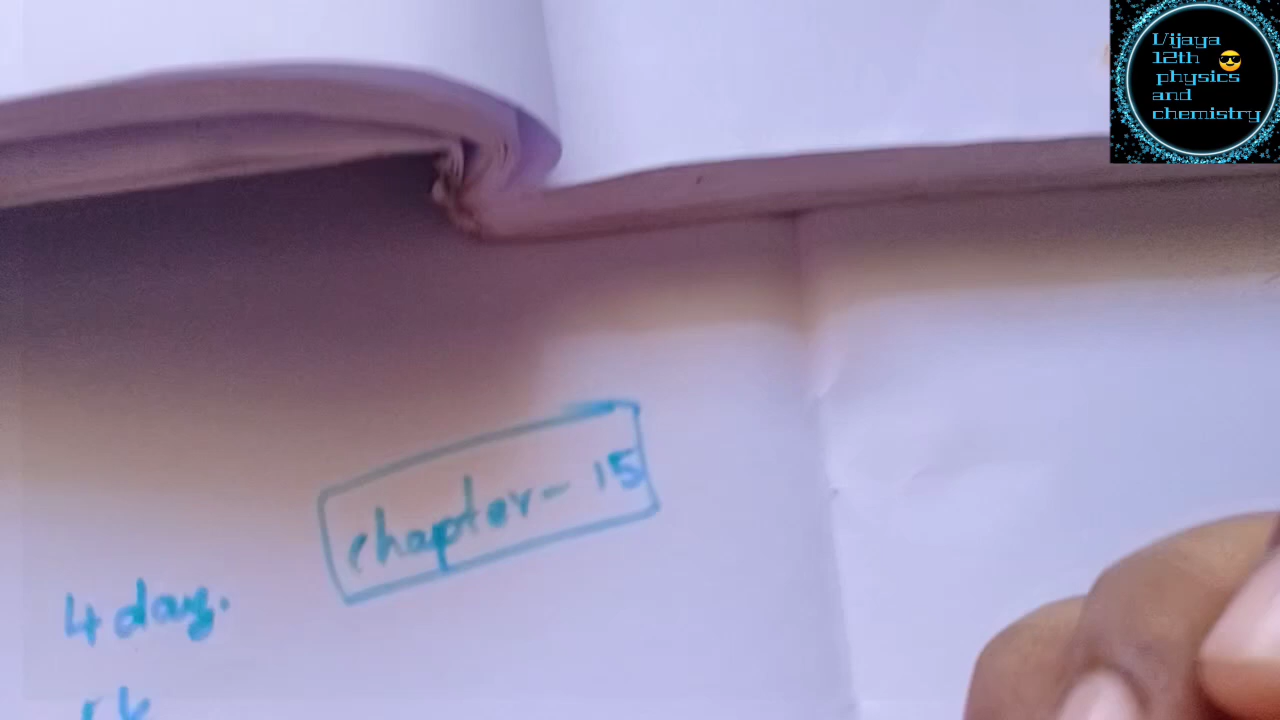 Vijaya
12th 😎
physics
and
chemistry
chapter - 15
4 day.